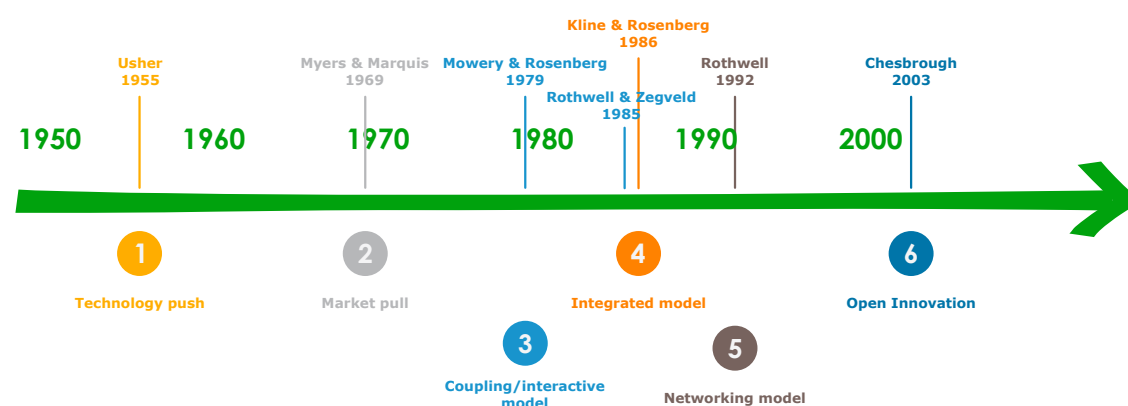 Kline & Rosenberg
1986
Usher
1955
Myers & Marquis
1969
Mowery & Rosenberg
1979
Rothwell
1992
Chesbrough
2003
Rothwell & Zegveld
1985
1950
1960
1970
1980
1990
2000
1
2
4
6
Technology push
Market pull
Integrated model
Open Innovation
3
5
Coupling/interactive
model
Networking model